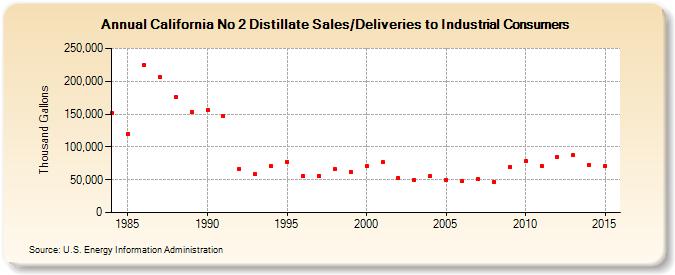 Annual California No 2 Distillate Sales/Deliveries to Industrial Consumers
Thousand Gallons
250,000
200,000
150,000
100,000
50,000
0
1985 1990 1995 2000 2005 2010 2015
Source: U.S. Energy Information Administration